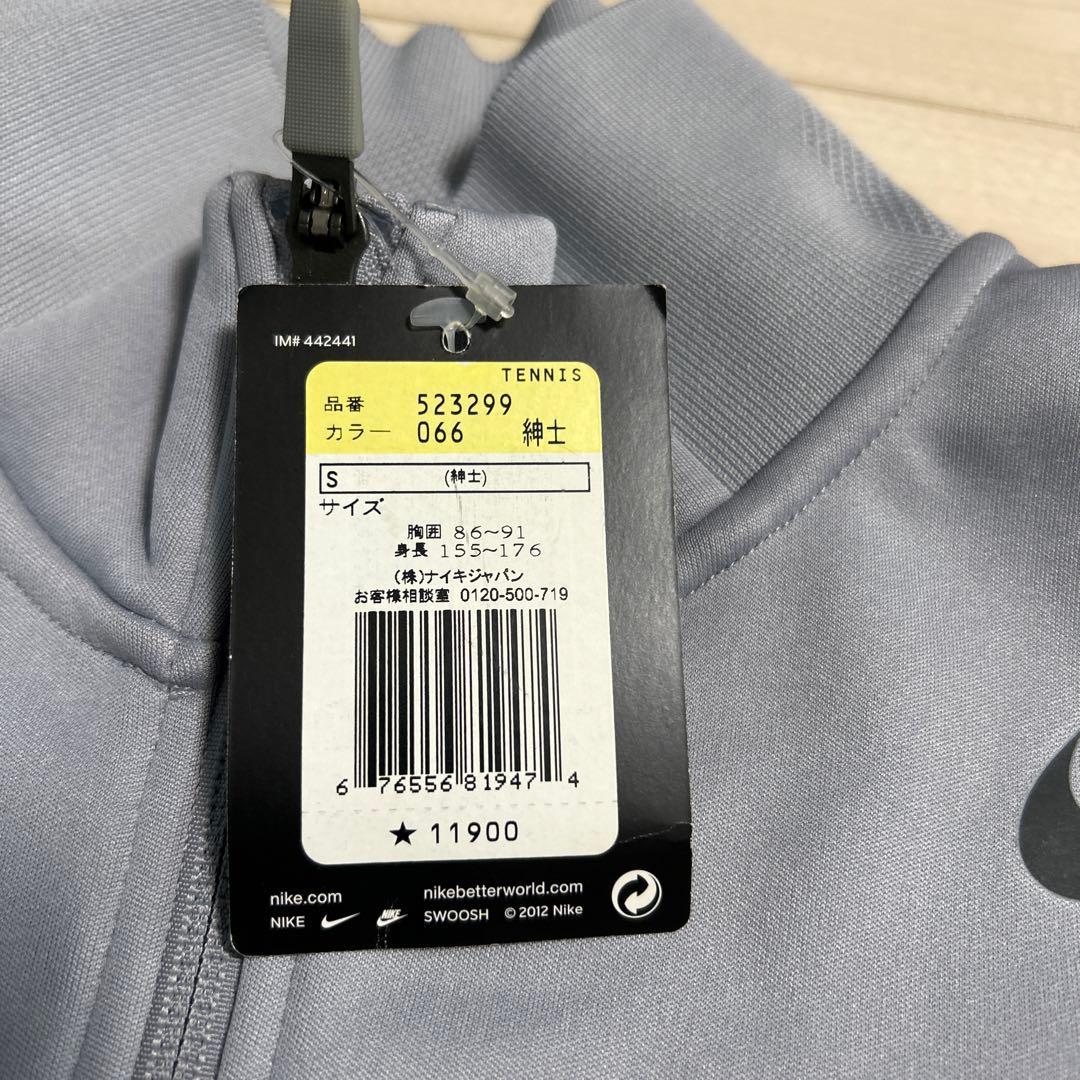 IM# 442441
TENNIS
品番 523299
カラー 066 紳士
S (紳士)
サイズ
胸囲 86〜91
身長 155〜176
(株)ナイキジャパン
お客様相談室 0120-500-719
6 76556 81947 4
★ 11900
nike.com nikebetterworld.com
NIKE NIKE SWOOSH © 2012 Nike